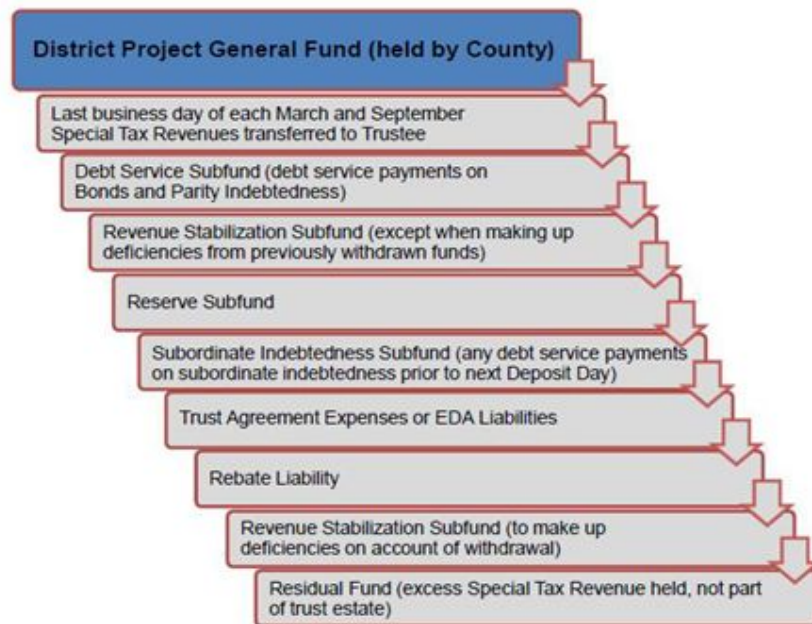 District Project General Fund (held by County)
Last business day of each March and September
Special Tax Revenues transferred to Trustee
Debt Service Subfund (debt service payments on
Bonds and Parity Indebtedness)
Revenue Stabilization Subfund (except when making up
deficiencies from previously withdrawn funds)
Reserve Subfund
Subordinate Indebtedness Subfund (any debt service payments
on subordinate indebtedness prior to next Deposit Day)
Trust Agreement Expenses or EDA Liabilities
Rebate Liability
Revenue Stabilization Subfund (to make up
deficiencies on account of withdrawal)
Residual Fund (excess Special Tax Revenue held, not part
of trust estate)